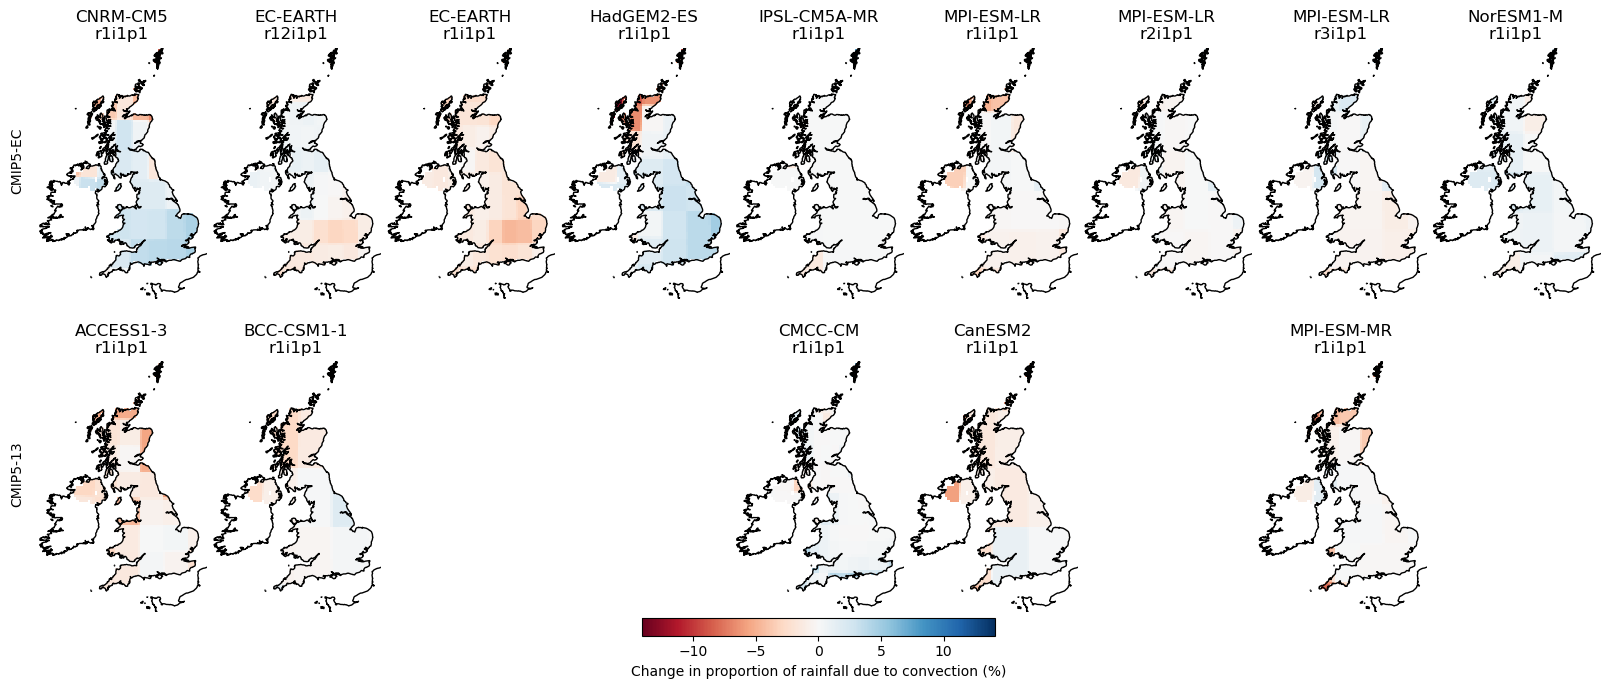 CNRM-CM5
r1i1p1
EC-EARTH
r12i1p1
EC-EARTH
r1i1p1
HadGEM2-ES
r1i1p1
IPSL-CM5A-MR
r1i1p1
MPI-ESM-LR
r1i1p1
MPI-ESM-LR
r2i1p1
MPI-ESM-LR
r3i1p1
NorESM1-M
r1i1p1
CMIP5-EC
ACCESS1-3
r1i1p1
BCC-CSM1-1
r1i1p1
CMCC-CM
r1i1p1
CanESM2
r1i1p1
MPI-ESM-MR
r1i1p1
CMIP5-13
−10 −5 0 5 10
Change in proportion of rainfall due to convection (%)